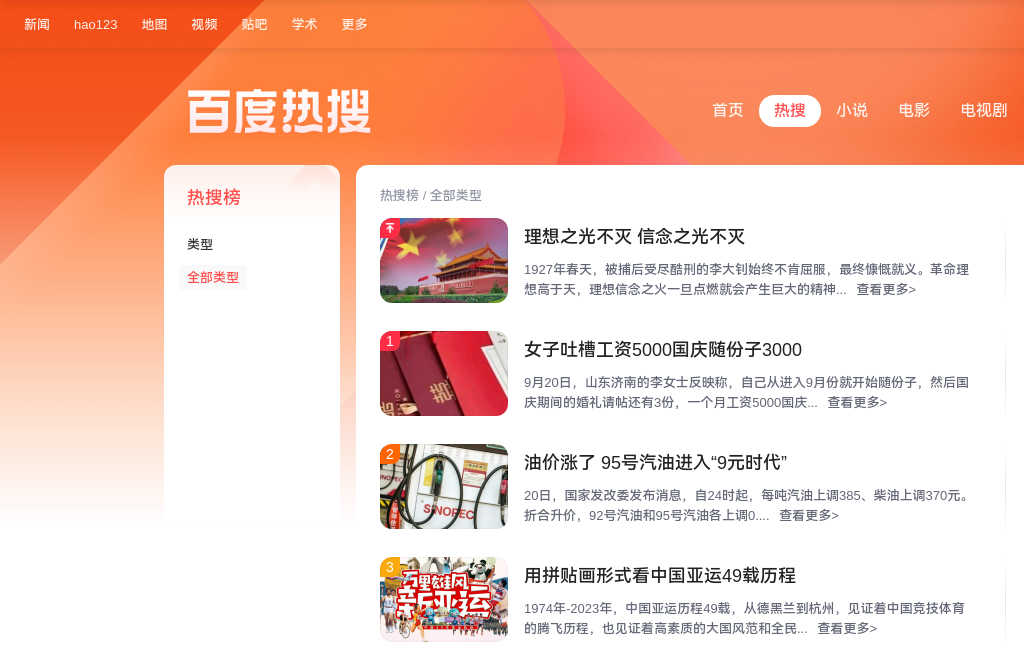 新闻 hao123 地图 视频 贴吧 学术 更多
百度热搜
首页 热搜 小说 电影 电视剧
热搜榜
类型
全部类型
热搜榜 / 全部类型
理想之光不灭 信念之光不灭
1927年春天，被捕后受尽酷刑的李大钊始终不肯屈服，最终慷慨就义。革命理
想高于天，理想信念之火一旦点燃就会产生巨大的精神... 查看更多>
1
女子吐槽工资5000国庆随份子3000
9月20日，山东济南的李女士反映称，自己从进入9月份就开始随份子，然后国
庆期间的婚礼请帖还有3份，一个月工资5000国庆... 查看更多>
2
SINOPEC
油价涨了 95号汽油进入“9元时代”
20日，国家发改委发布消息，自24时起，每吨汽油上调385、柴油上调370元。
折合升价，92号汽油和95号汽油各上调0.... 查看更多>
3
用拼贴画形式看中国亚运49载历程
1974年-2023年，中国亚运历程49载，从德黑兰到杭州，见证着中国竞技体育
的腾飞历程，也见证着高素质的大国风范和全民... 查看更多>